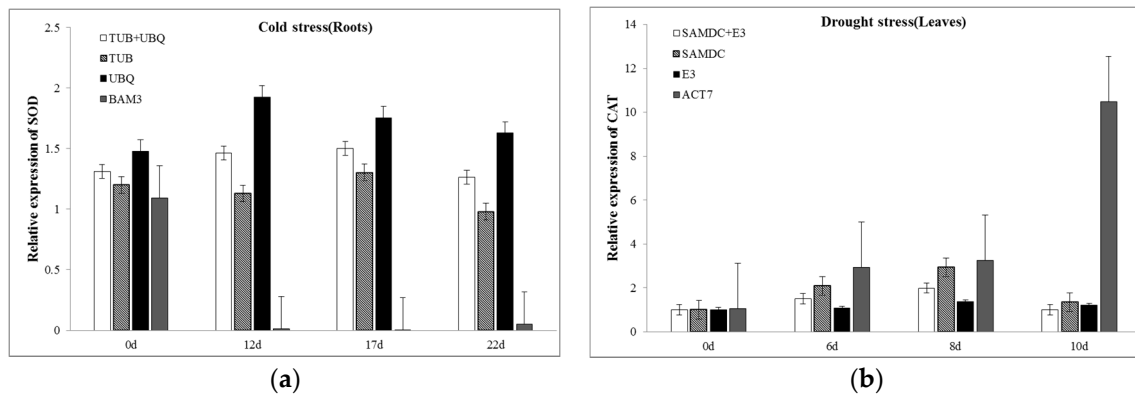 Cold stress(Roots)
TUB+UBQ
TUB
UBQ
BAM3
Relative expression of SOD
2.5
2
1.5
1
0.5
0
0d 12d 17d 22d
(a)
Drought stress(Leaves)
SAMDC+E3
SAMDC
E3
ACT7
Relative expression of CAT
14
12
10
8
6
4
2
0
0d 6d 8d 10d
(b)